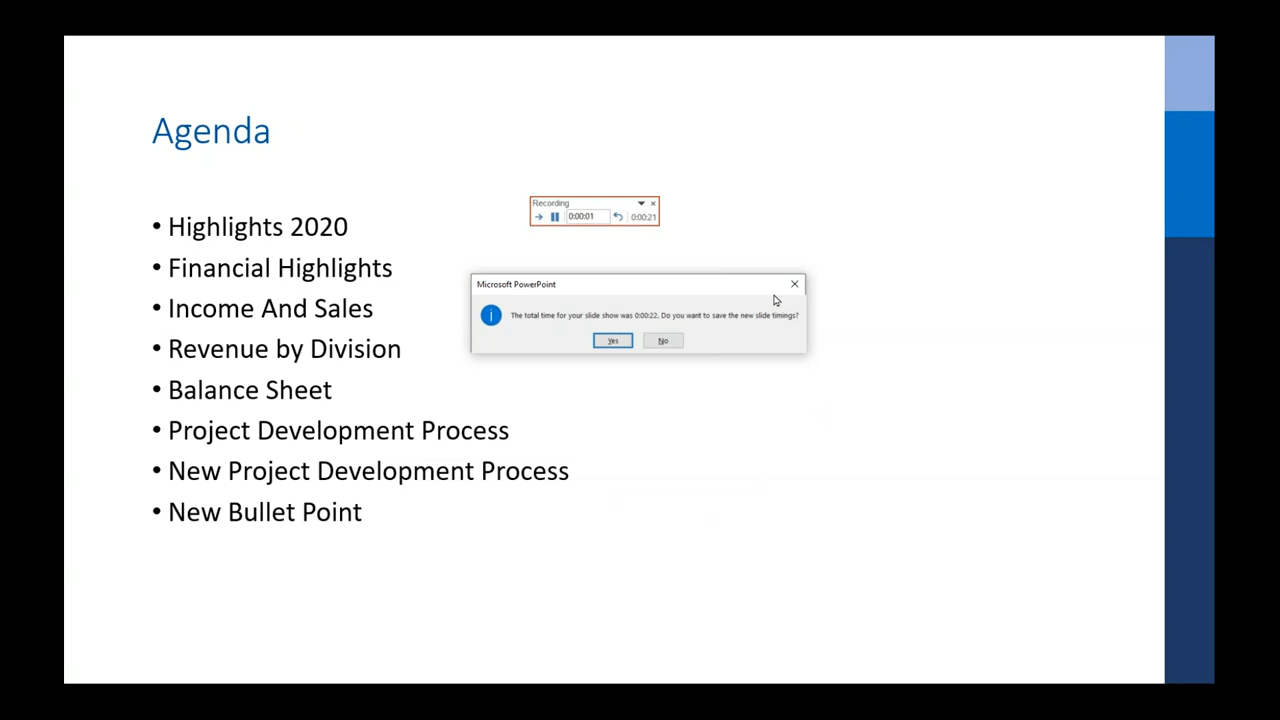 Agenda
Recording
0:00:01 0:00:21
• Highlights 2020
• Financial Highlights
Microsoft PowerPoint
The total time for your slide show was 0:00:22. Do you want to save the new slide timings?
Yes No
• Income And Sales
• Revenue by Division
• Balance Sheet
• Project Development Process
• New Project Development Process
• New Bullet Point